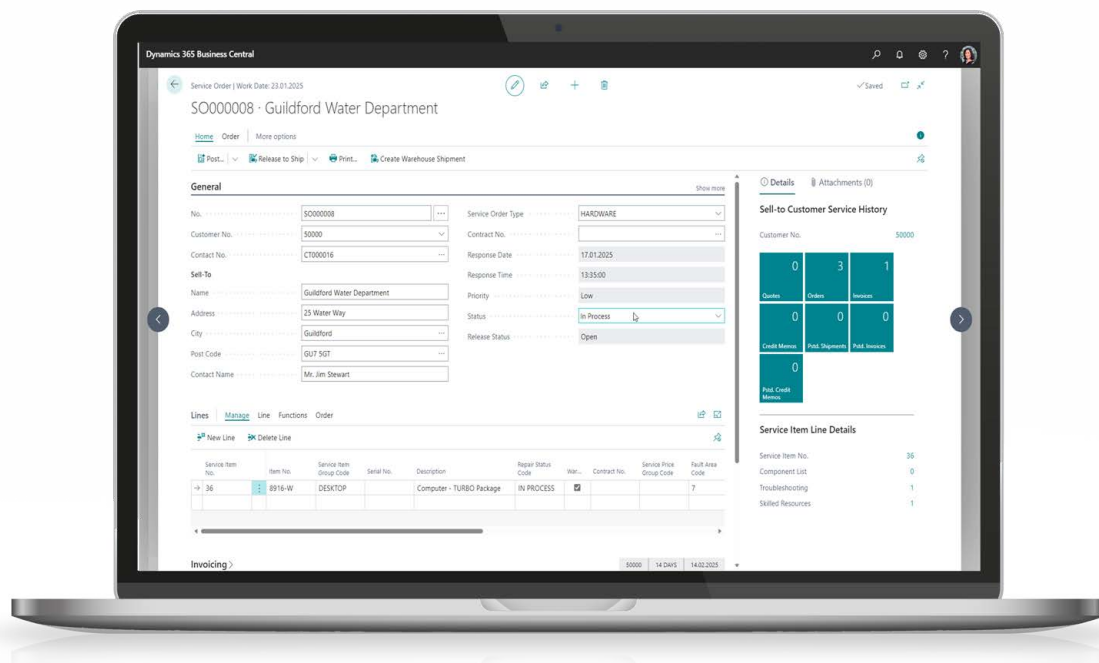 Dynamics 365 Business Central
Service Order | Work Date: 23.01.2025
Saved
SO000008 · Guildford Water Department
Home Order More options
Post... Release to Ship Print... Create Warehouse Shipment
General Show more
No. SO000008
Customer No. 50000
Contact No. CT000016
Sell-To
Name Guildford Water Department
Address 25 Water Way
City Guildford
Post Code GU7 5GT
Contact Name Mr. Jim Stewart
Service Order Type HARDWARE
Contract No.
Response Date 17.01.2025
Response Time 13:35:00
Priority Low
Status In Process
Release Status Open
Lines Manage Line Functions Order
New Line Delete Line
Service Item No. Item No. Service Item Group Code Serial No. Description Repair Status Code War... Contract No. Service Price Group Code Fault Area Code
36 8916-W DESKTOP Computer - TURBO Package IN PROCESS 7
Invoicing > 50000 14 DAYS 14.02.2025
Details Attachments (0)
Sell-to Customer Service History
Customer No. 50000
0 3 1
Quotes Orders Invoices
0 0 0
Credit Memos Pstd. Shipments Pstd. Invoices
0
Pstd. Credit Memos
Service Item Line Details
Service Item No. 36
Component List 0
Troubleshooting 1
Skilled Resources 1